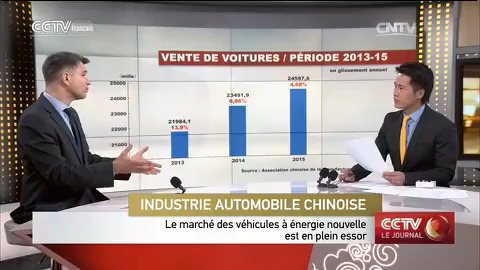 CCTV
Français
CNTV
VENTE DE VOITURES / PÉRIODE 2013-15
(mille)
en glissement annuel
25000
24000
23000
22000
21000
21984,1
13,9%
23491,9
6,86%
24597,6
4,68%
2013
2014
2015
Source : Association chinoise de
INDUSTRIE AUTOMOBILE CHINOISE
Le marché des véhicules à énergie nouvelle
est en plein essor
CCTV
LE JOURNAL